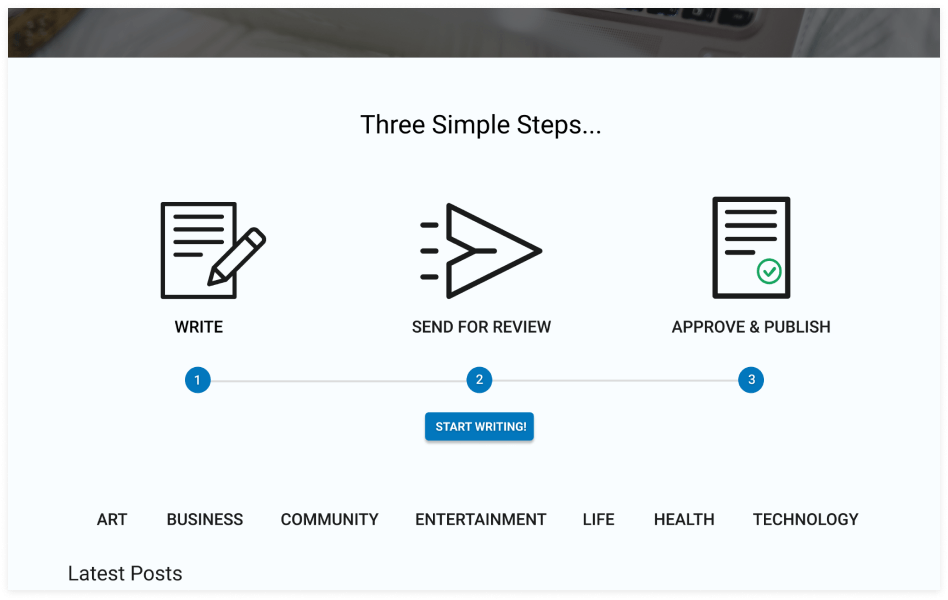 Three Simple Steps...
WRITE
SEND FOR REVIEW
APPROVE & PUBLISH
1
2
3
START WRITING!
ART
BUSINESS
COMMUNITY
ENTERTAINMENT
LIFE
HEALTH
TECHNOLOGY
Latest Posts